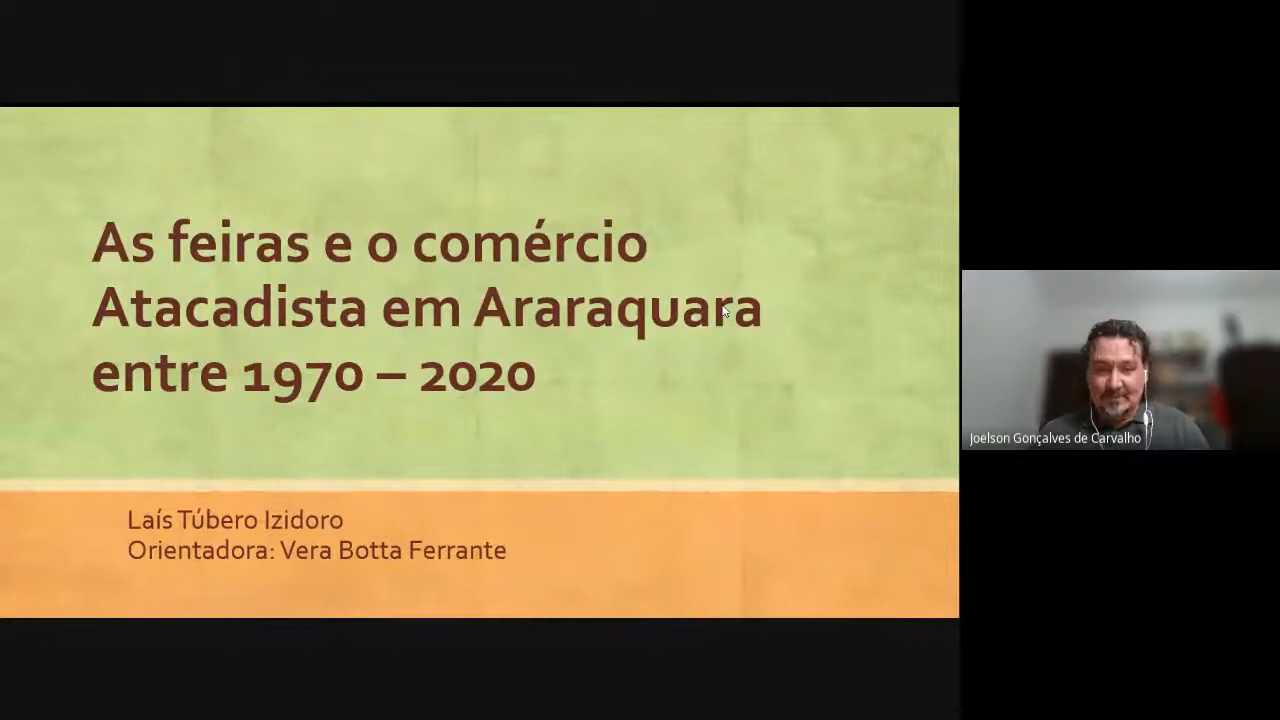 As feiras e o comércio
Atacadista em Araraquara
entre 1970 – 2020
Laís Túbero Izidoro
Orientadora: Vera Botta Ferrante
Joelson Gonçalves de Carvalho